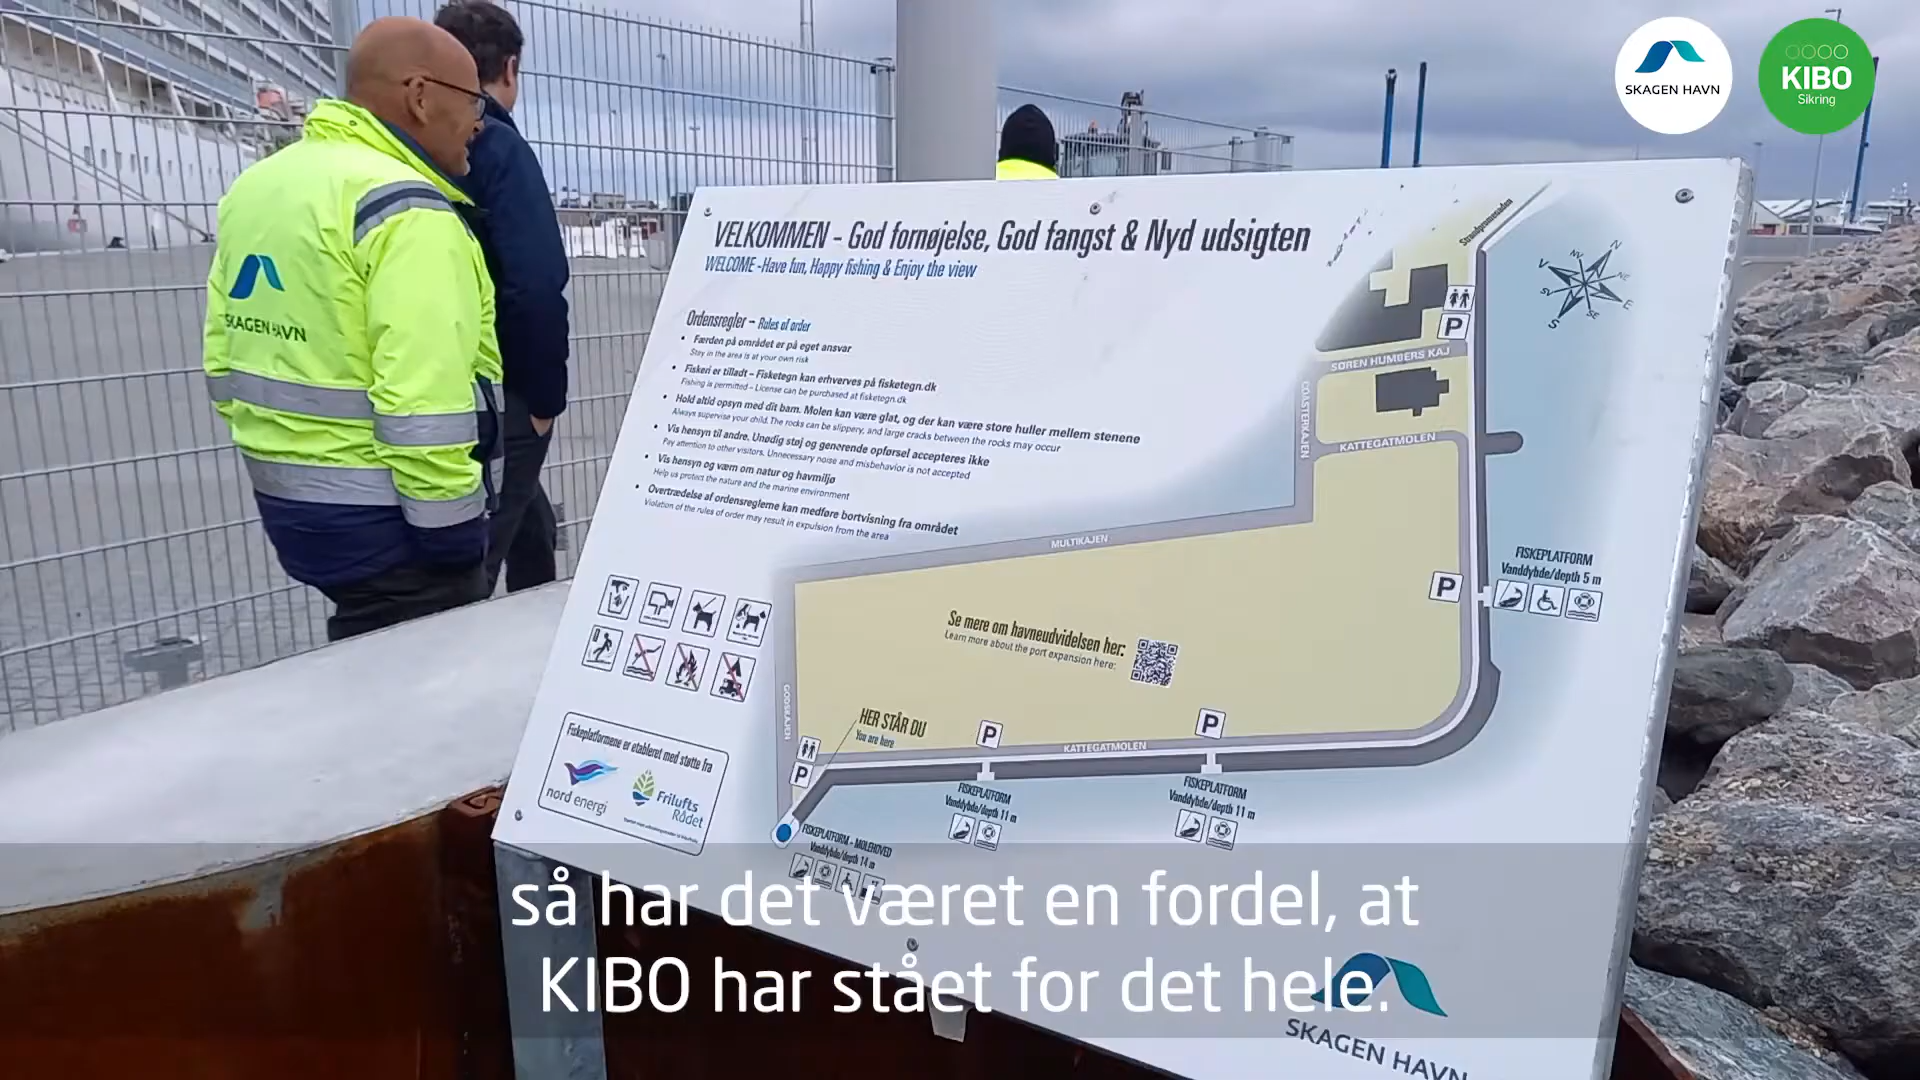 SKAGEN HAVN
KIBO
Sikring
SKAGEN HAVN
VELKOMMEN - God fornøjelse, God fangst & Nyd udsigten
WELCOME -Have fun, Happy fishing & Enjoy the view
Ordensregler – Rules of order
• Færden på området er på eget ansvar
Stay in the area is at your own risk
• Fiskeri er tilladt – Fisketegn kan erhverves på fisketegn.dk
Fishing is permitted – License can be purchased at fisketegn.dk
• Hold altid opsyn med dit barn. Molen kan være glat, og der kan være store huller mellem stenene
Always supervise your child. The rocks can be slippery, and large cracks between the rocks may occur
• Vis hensyn til andre. Unødig støj og generende opførsel accepteres ikke
Pay attention to other visitors. Unnecessary noise and misbehavior is not accepted
• Vis hensyn og værn om natur og havmiljø
Help us protect the nature and the marine environment
• Overtrædelse af ordensreglerne kan medføre bortvisning fra området
Violation of the rules of order may result in expulsion from the area
Strandpromenaden
N
NE
E
SE
S
SV
V
NV
P
SØREN HUMBERS KAJ
COASTERKAJEN
KATTEGATMOLEN
MULTIKAJEN
FISKEPLATFORM
Vanddybde/depth 5 m
P
Se mere om havneudvidelsen her:
Learn more about the port expansion here:
GODSKAJEN
HER STÅR DU
You are here
P
P
P
KATTEGATMOLEN
FISKEPLATFORM
Vanddybde/depth 11 m
FISKEPLATFORM
Vanddybde/depth 11 m
FISKEPLATFORM - MOLEHOVED
Vanddybde/depth 14 m
Fiskeplatformene er etableret med støtte fra
nord energi
Frilufts
Rådet
så har det været en fordel, at
KIBO har stået for det hele.
SKAGEN HAVN